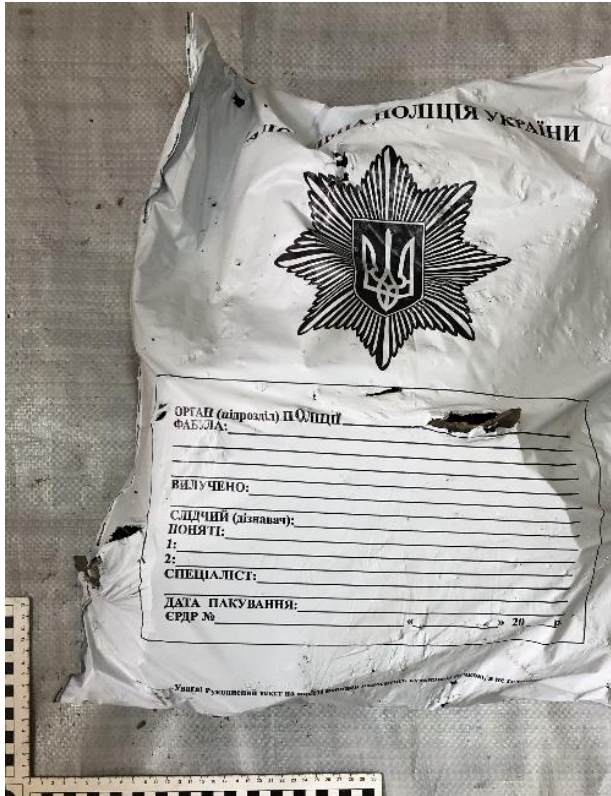 ПОЛІЦІЯ УКРАЇНИ
ОРГАН (підрозділ) ПОЛІЦІЇ
ФАБУЛА:
ВИЛУЧЕНО:
СЛІДЧИЙ (дізнавач):
ПОНЯТІ:
1:
2:
СПЕЦІАЛІСТ:
ДАТА ПАКУВАННЯ:
ЄРДР № « » 20 р.
Увага! Рукописний текст на